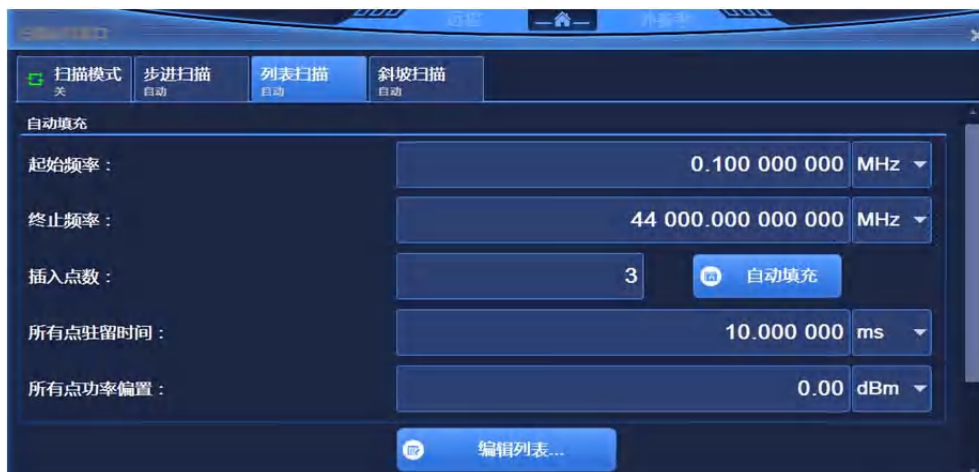 扫描模式 步进扫描 列表扫描 斜坡扫描
关 自动 自动 自动
自动填充
起始频率： 0.100 000 000 MHz
终止频率： 44 000.000 000 000 MHz
插入点数： 3 自动填充
所有点驻留时间： 10.000 000 ms
所有点功率偏置： 0.00 dBm
编辑列表...